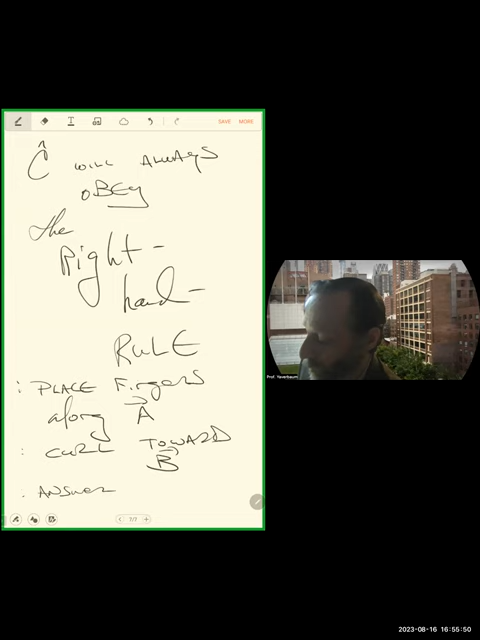 T SAVE MORE
Ĉ WILL ALWAYS
OBEY
the
Right-
hand-
RULE
: PLACE Fingers
along A⃗
: CURL TOWARD
B⃗
. ANSWER
7/7
Prof. Yaverbaum
2023-08-16 16:55:50